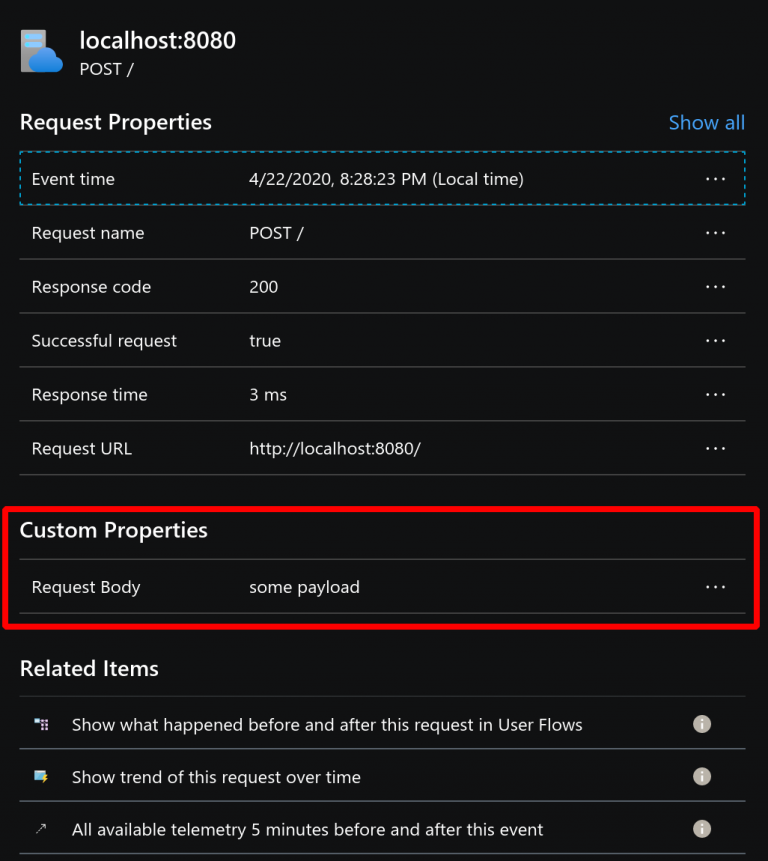 localhost:8080
POST /
Request Properties Show all
Event time 4/22/2020, 8:28:23 PM (Local time) ...
Request name POST / ...
Response code 200 ...
Successful request true ...
Response time 3 ms ...
Request URL http://localhost:8080/ ...
Custom Properties
Request Body some payload ...
Related Items
Show what happened before and after this request in User Flows
Show trend of this request over time
All available telemetry 5 minutes before and after this event